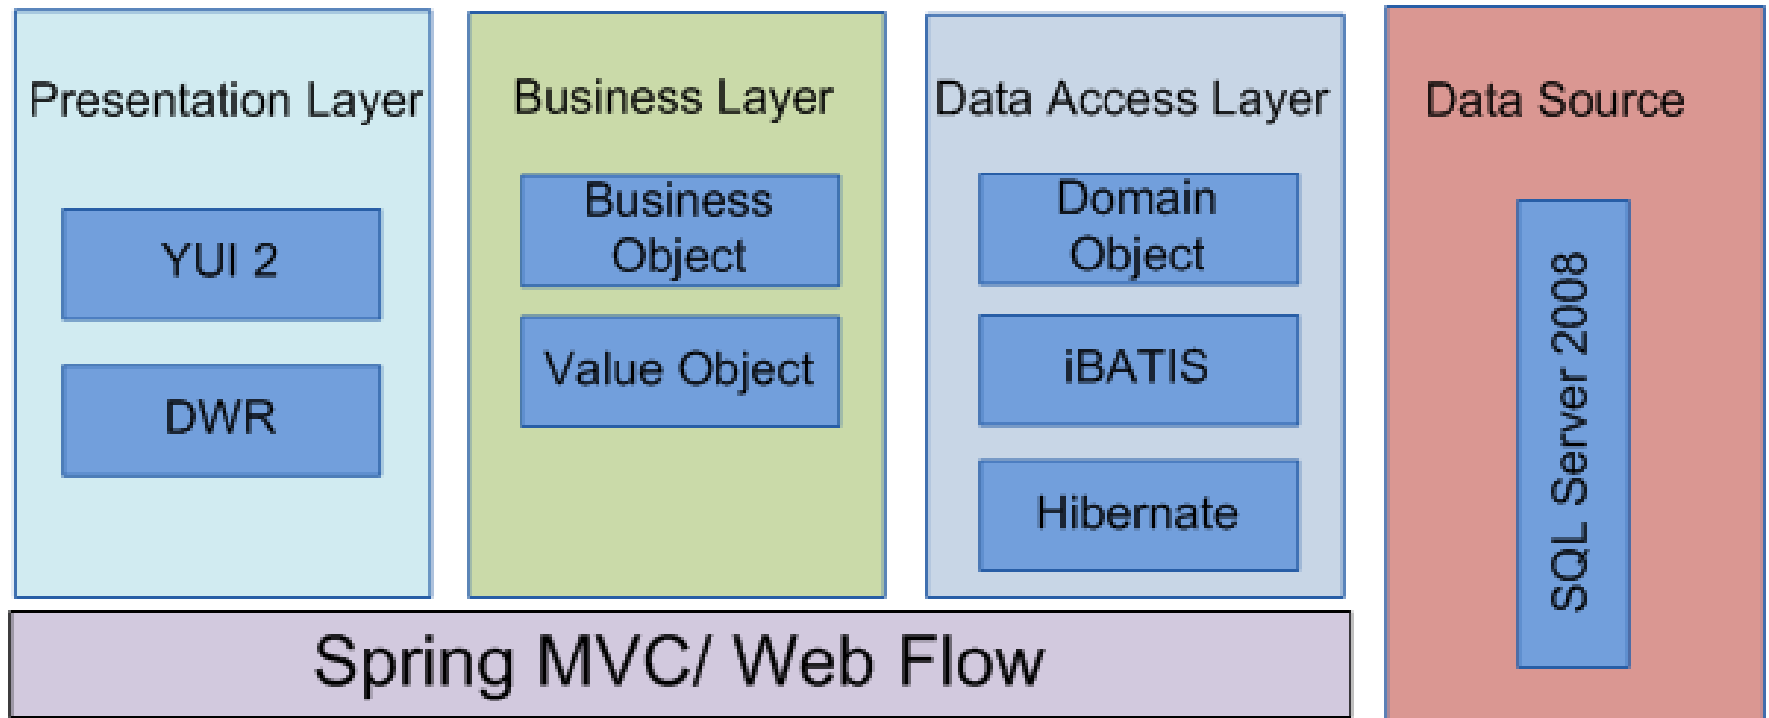 Presentation Layer
YUI 2
DWR
Business Layer
Business
Object
Value Object
Data Access Layer
Domain
Object
iBATIS
Hibernate
Data Source
SQL Server 2008
Spring MVC/ Web Flow